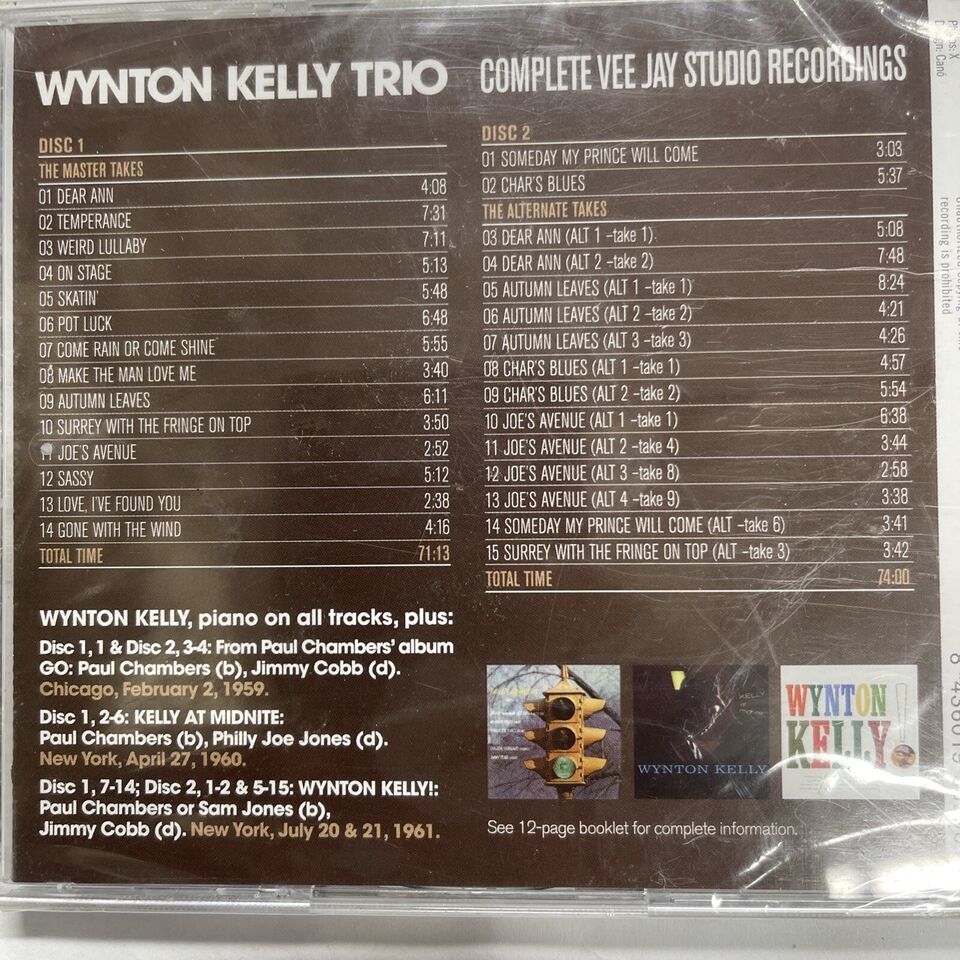 WYNTON KELLY TRIO
COMPLETE VEE JAY STUDIO RECORDINGS
DISC 1
THE MASTER TAKES
01 DEAR ANN 4:08
02 TEMPERANCE 7:31
03 WEIRD LULLABY 7:11
04 ON STAGE 5:13
05 SKATIN' 5:48
06 POT LUCK 6:48
07 COME RAIN OR COME SHINE 5:55
08 MAKE THE MAN LOVE ME 3:40
09 AUTUMN LEAVES 6:11
10 SURREY WITH THE FRINGE ON TOP 3:50
11 JOE'S AVENUE 2:52
12 SASSY 5:12
13 LOVE, I'VE FOUND YOU 2:38
14 GONE WITH THE WIND 4:16
TOTAL TIME 71:13
DISC 2
01 SOMEDAY MY PRINCE WILL COME 3:03
02 CHAR'S BLUES 5:37
THE ALTERNATE TAKES
03 DEAR ANN (ALT 1 -take 1) 5:08
04 DEAR ANN (ALT 2 -take 2) 7:48
05 AUTUMN LEAVES (ALT 1 -take 1) 8:24
06 AUTUMN LEAVES (ALT 2 -take 2) 4:21
07 AUTUMN LEAVES (ALT 3 -take 3) 4:26
08 CHAR'S BLUES (ALT 1 -take 1) 4:57
09 CHAR'S BLUES (ALT 2 -take 2) 5:54
10 JOE'S AVENUE (ALT 1 -take 1) 6:38
11 JOE'S AVENUE (ALT 2 -take 4) 3:44
12 JOE'S AVENUE (ALT 3 -take 8) 2:58
13 JOE'S AVENUE (ALT 4 -take 9) 3:38
14 SOMEDAY MY PRINCE WILL COME (ALT -take 6) 3:41
15 SURREY WITH THE FRINGE ON TOP (ALT -take 3) 3:42
TOTAL TIME 74:00
WYNTON KELLY, piano on all tracks, plus:
Disc 1, 1 & Disc 2, 3-4: From Paul Chambers' album
GO: Paul Chambers (b), Jimmy Cobb (d).
Chicago, February 2, 1959.
Disc 1, 2-6: KELLY AT MIDNITE:
Paul Chambers (b), Philly Joe Jones (d).
New York, April 27, 1960.
Disc 1, 7-14; Disc 2, 1-2 & 5-15: WYNTON KELLY!:
Paul Chambers or Sam Jones (b),
Jimmy Cobb (d). New York, July 20 & 21, 1961.
WYNTON KELLY
WYNTON
KELLY!
See 12-page booklet for complete information.
Design: Canó
recording is prohibited